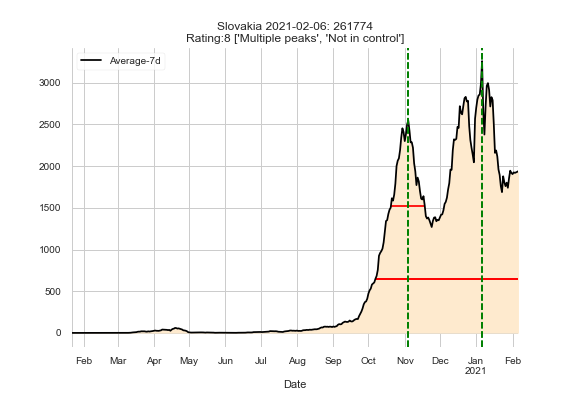 Slovakia 2021-02-06: 261774
Rating:8 ['Multiple peaks', 'Not in control']
Average-7d
3000
2500
2000
1500
1000
500
0
Feb Mar Apr May Jun Jul Aug Sep Oct Nov Dec Jan Feb
2021
Date